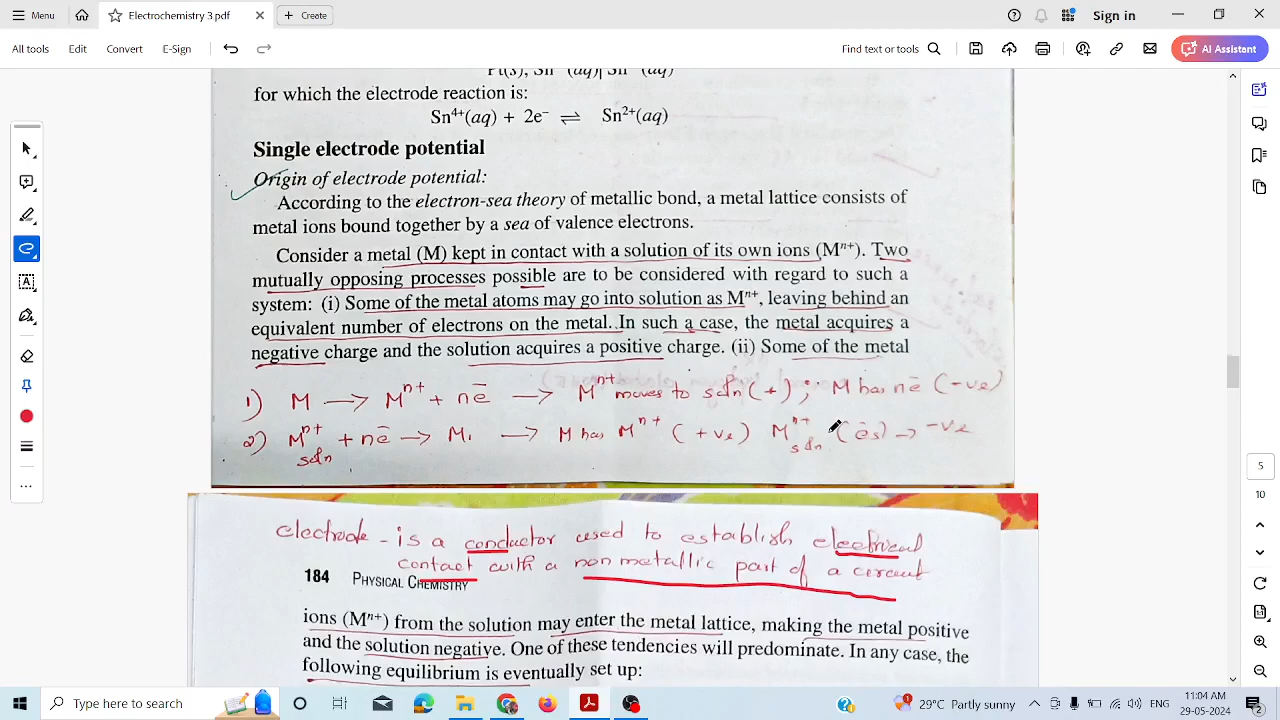 Menu Electrochemistry 3.pdf × + Create Sign in
All tools Edit Convert E-Sign Find text or tools AI Assistant
for which the electrode reaction is:
Sn⁴⁺(aq) + 2e⁻ ⇌ Sn²⁺(aq)
Single electrode potential
Origin of electrode potential:
According to the electron-sea theory of metallic bond, a metal lattice consists of
metal ions bound together by a sea of valence electrons.
Consider a metal (M) kept in contact with a solution of its own ions (Mⁿ⁺). Two
mutually opposing processes possible are to be considered with regard to such a
system: (i) Some of the metal atoms may go into solution as Mⁿ⁺, leaving behind an
equivalent number of electrons on the metal. In such a case, the metal acquires a
negative charge and the solution acquires a positive charge. (ii) Some of the metal
1) M → Mⁿ⁺ + nē → Mⁿ⁺ moves to soln (+); M has nē (-ve)
2) Mⁿ⁺ + nē → M, → M has Mⁿ⁺ (+ve) Mⁿ⁺ (ēs) → -ve
soln soln
electrode - is a conductor used to establish electrical
contact with a non metallic part of a circuit
184 PHYSICAL CHEMISTRY
ions (Mⁿ⁺) from the solution may enter the metal lattice, making the metal positive
and the solution negative. One of these tendencies will predominate. In any case, the
following equilibrium is eventually set up:
5
10
Type here to search 29°C Partly sunny ENG 11:04 AM
29-05-2024